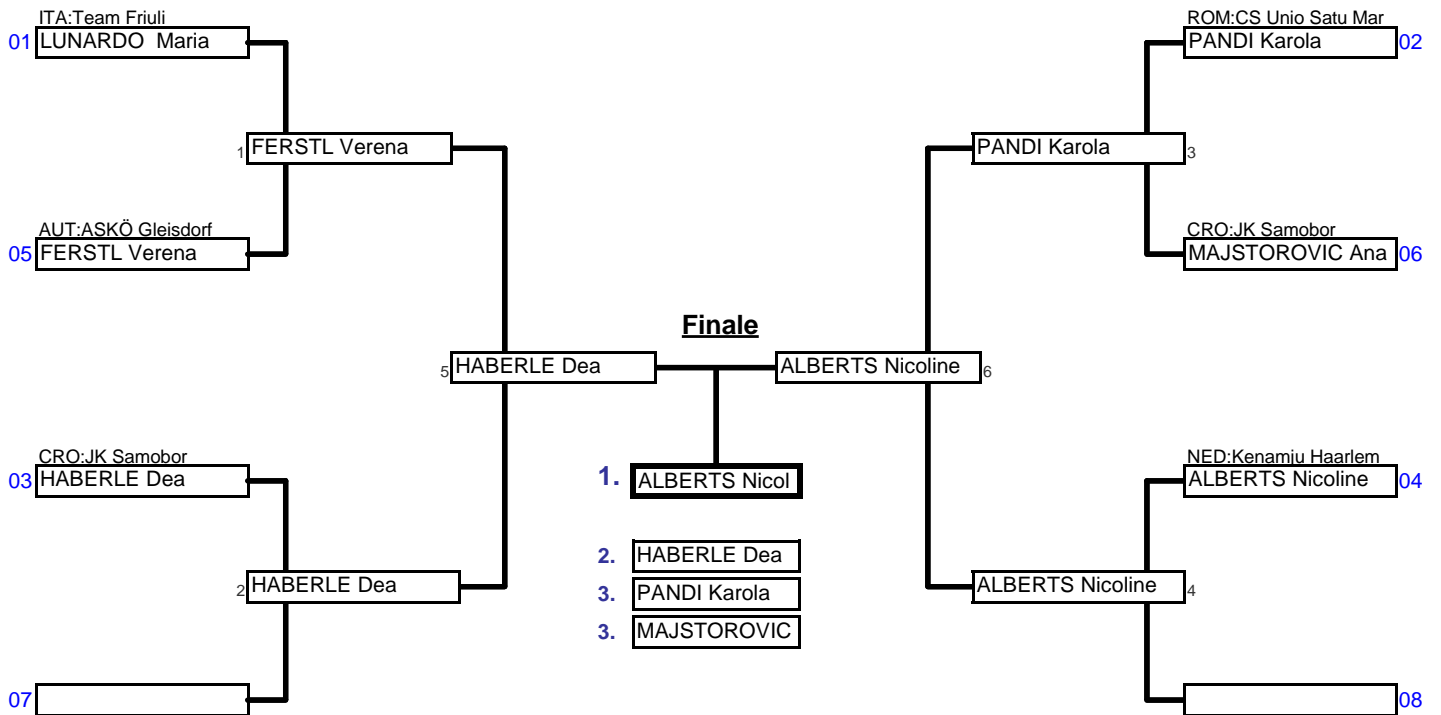 ITA:Team Friuli
01 LUNARDO  Maria
1 FERSTL Verena
AUT:ASKÖ Gleisdorf
05 FERSTL Verena
5 HABERLE Dea
CRO:JK Samobor
03 HABERLE Dea
2 HABERLE Dea
07
Finale
1. ALBERTS Nicol
2. HABERLE Dea
3. PANDI Karola
3. MAJSTOROVIC
ROM:CS Unio Satu Mar
PANDI Karola 02
PANDI Karola 3
CRO:JK Samobor
MAJSTOROVIC Ana 06
ALBERTS Nicoline 6
NED:Kenamju Haarlem
ALBERTS Nicoline 04
ALBERTS Nicoline 4
08